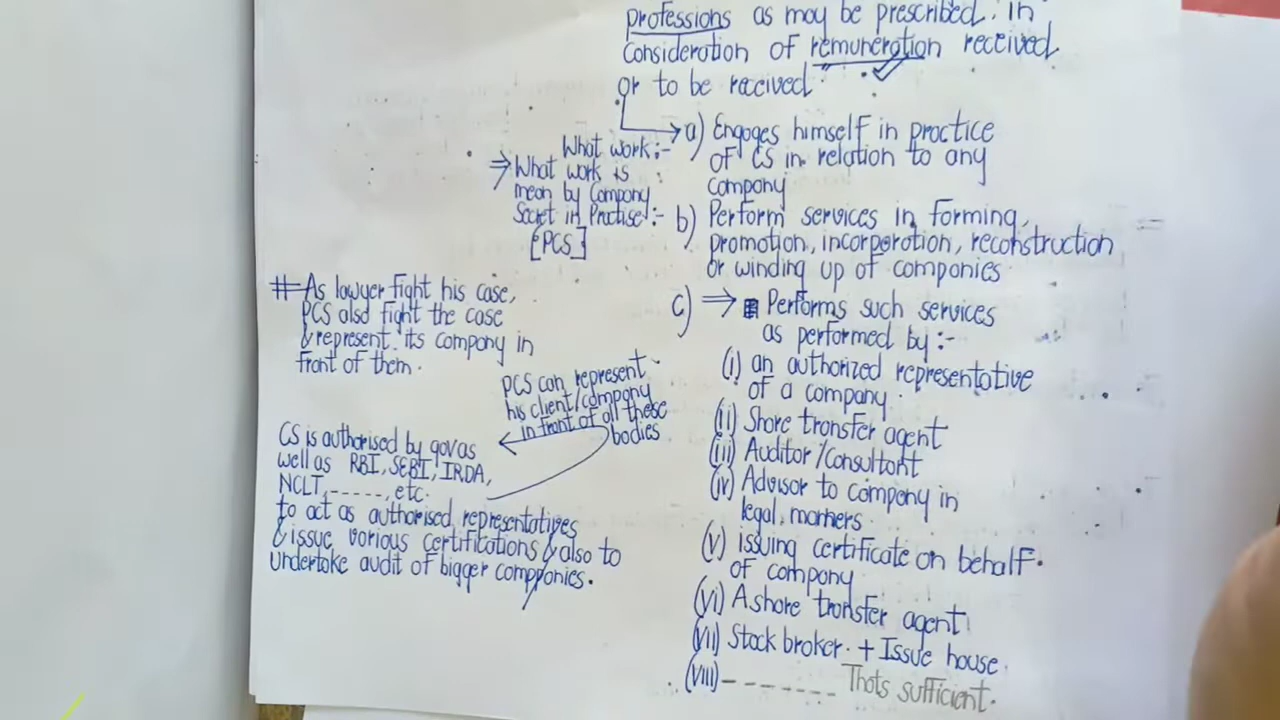 professions as may be prescribed. in
consideration of remuneration received
or to be received
What work:-
⇒ What work is
mean by Company
Secret in Practise:-
[PCS]
a) Engages himself in practice
of CS in relation to any
company
b) Perform services in forming,
promotion, incorporation, reconstruction
or winding up of companies
c) ⇒ Performs such services
as performed by:-
(i) an authorized representative
of a company.
(ii) Share transfer agent
(iii) Auditor/Consultant
(iv) Advisor to company in
legal manners.
(v) issuing certificate on behalf.
of company
(vi) A share transfer agent
(vii) Stock broker. + Issue house.
(viii) - - - - - - - Thats sufficient.
# As lawyer fight his case,
PCS also fight the case
& represent its company in
front of them.
PCS can represent
his client/company
in front of all these
bodies
CS is authorised by gov as
well as RBI, SEBI, IRDA,
NCLT, - - - - -, etc.
to act as authorised representatives
& issue various certifications & also to
undertake audit of bigger companies.